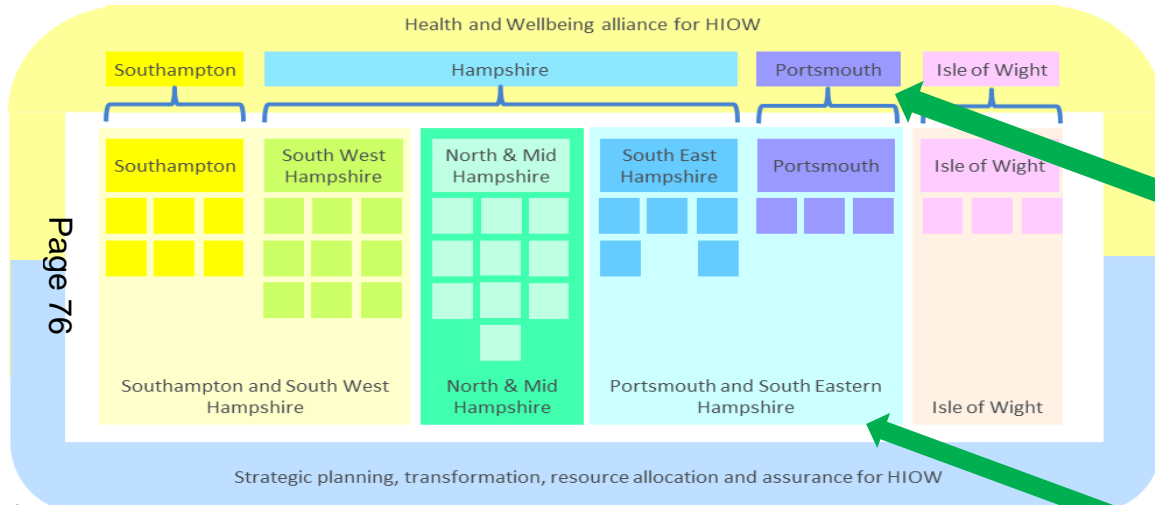 Health and Wellbeing alliance for HIOW
Southampton
Hampshire
Portsmouth
Isle of Wight
Southampton
South West
Hampshire
North & Mid
Hampshire
South East
Hampshire
Portsmouth
Isle of Wight
Page 76
Southampton and South West
Hampshire
North & Mid
Hampshire
Portsmouth and South Eastern
Hampshire
Isle of Wight
Strategic planning, transformation, resource allocation and assurance for HIOW